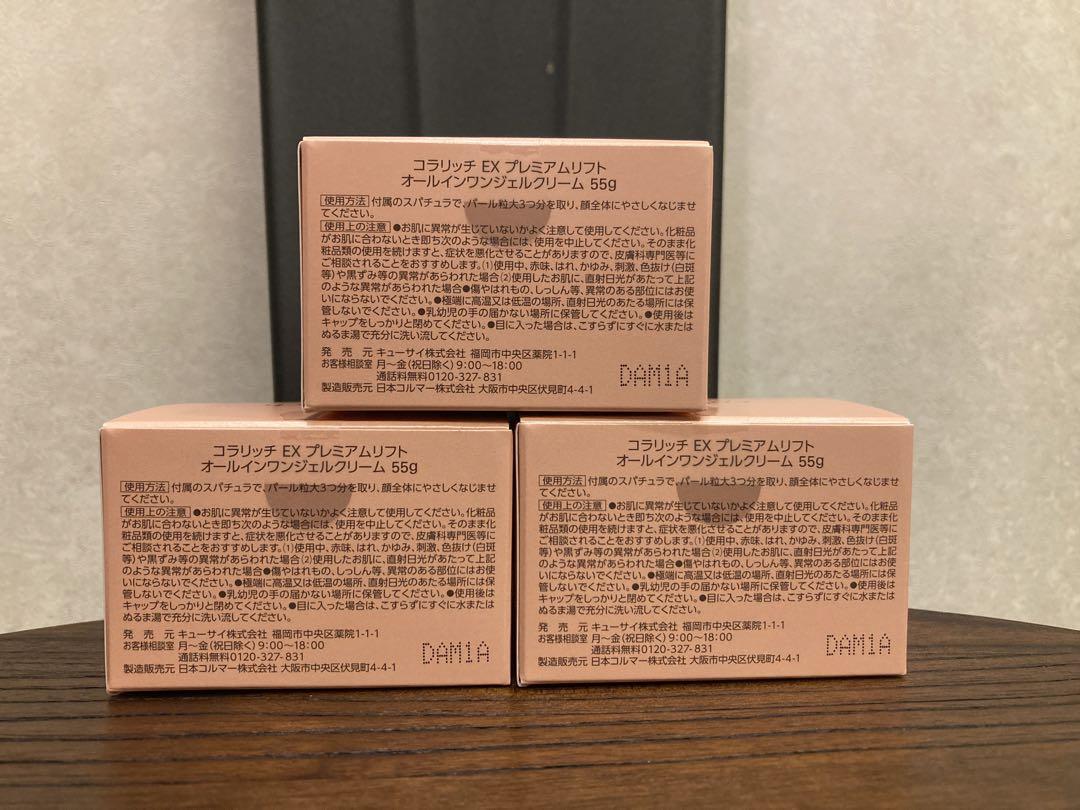 コラリッチ EX プレミアムリフト
オールインワンジェルクリーム 55g
使用方法 付属のスパチュラで、パール粒大3つ分を取り、顔全体にやさしくなじませ
てください。
使用上の注意 ●お肌に異常が生じていないかよく注意して使用してください。化粧品
がお肌に合わないとき即ち次のような場合には、使用を中止してください。そのまま化
粧品類の使用を続けますと、症状を悪化させることがありますので、皮膚科専門医等に
ご相談されることをおすすめします。(1)使用中、赤味、はれ、かゆみ、刺激、色抜け(白斑
等)や黒ずみ等の異常があらわれた場合(2)使用したお肌に、直射日光があたって上記
のような異常があらわれた場合●傷やはれもの、しっしん等、異常のある部位にはお使
いにならないでください。●極端に高温又は低温の場所、直射日光のあたる場所には保
管しないでください。●乳幼児の手の届かない場所に保管してください。●使用後は
キャップをしっかりと閉めてください。●目に入った場合は、こすらずにすぐに水または
ぬるま湯で充分に洗い流してください。
発売元 キューサイ株式会社 福岡市中央区薬院1-1-1
お客様相談室 月～金(祝日除く)9:00～18:00
通話料無料0120-327-831
製造販売元 日本コルマー株式会社 大阪市中央区伏見町4-4-1
DAM1A
コラリッチ EX プレミアムリフト
オールインワンジェルクリーム 55g
使用方法 付属のスパチュラで、パール粒大3つ分を取り、顔全体にやさしくなじませ
てください。
使用上の注意 ●お肌に異常が生じていないかよく注意して使用してください。化粧品
がお肌に合わないとき即ち次のような場合には、使用を中止してください。そのまま化粧
品類の使用を続けますと、症状を悪化させることがありますので、皮膚科専門医等に
ご相談されることをおすすめします。(1)使用中、赤味、はれ、かゆみ、刺激、色抜け(白斑
等)や黒ずみ等の異常があらわれた場合(2)使用したお肌に、直射日光があたって上記
のような異常があらわれた場合●傷やはれもの、しっしん等、異常のある部位にはお使
いにならないでください。●極端に高温又は低温の場所、直射日光のあたる場所には保
管しないでください。●乳幼児の手の届かない場所に保管してください。●使用後は
キャップをしっかりと閉めてください。●目に入った場合は、こすらずにすぐに水または
ぬるま湯で充分に洗い流してください。
発売元 キューサイ株式会社 福岡市中央区薬院1-1-1
お客様相談室 月～金(祝日除く)9:00～18:00
通話料無料0120-327-831
製造販売元 日本コルマー株式会社 大阪市中央区伏見町4-4-1
DAM1A
コラリッチ EX プレミアムリフト
オールインワンジェルクリーム 55g
使用方法 付属のスパチュラで、パール粒大3つ分を取り、顔全体にやさしくなじませ
てください。
使用上の注意 ●お肌に異常が生じていないかよく注意して使用してください。化粧品
がお肌に合わないとき即ち次のような場合には、使用を中止してください。そのまま化
粧品類の使用を続けますと、症状を悪化させることがありますので、皮膚科専門医等に
ご相談されることをおすすめします。(1)使用中、赤味、はれ、かゆみ、刺激、色抜け(白斑
等)や黒ずみ等の異常があらわれた場合(2)使用したお肌に、直射日光があたって上記
のような異常があらわれた場合●傷やはれもの、しっしん等、異常のある部位にはお使
いにならないでください。●極端に高温又は低温の場所、直射日光のあたる場所には保
管しないでください。●乳幼児の手の届かない場所に保管してください。●使用後は
キャップをしっかりと閉めてください。●目に入った場合は、こすらずにすぐに水または
ぬるま湯で充分に洗い流してください。
発売元 キューサイ株式会社 福岡市中央区薬院1-1-1
お客様相談室 月～金(祝日除く)9:00～18:00
通話料無料0120-327-831
製造販売元 日本コルマー株式会社 大阪市中央区伏見町4-4-1
DAM1A